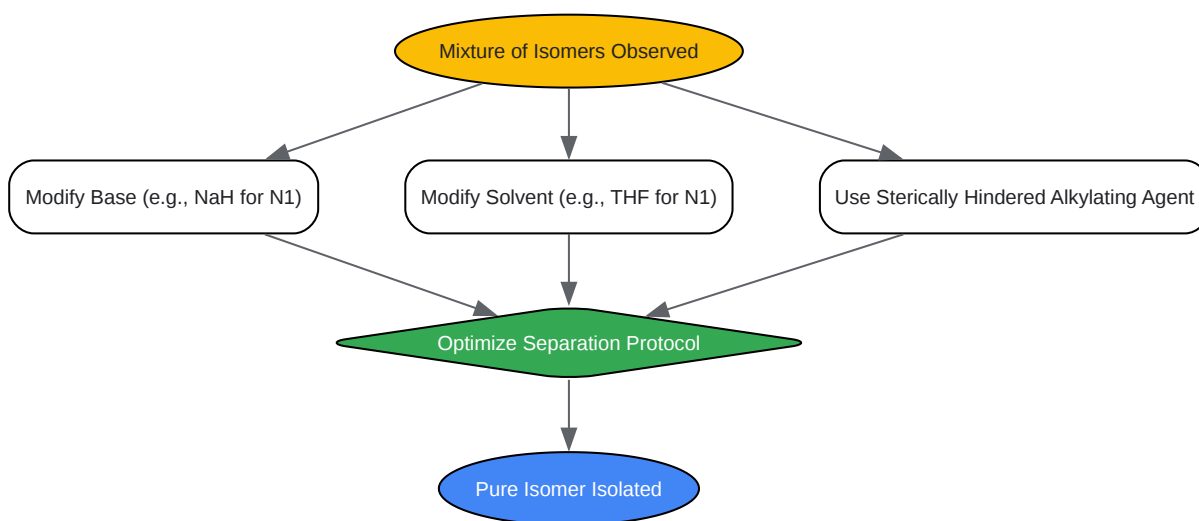 Mixture of Isomers Observed
Modify Base (e.g., NaH for N1)
Modify Solvent (e.g., THF for N1)
Use Sterically Hindered Alkylating Agent
Optimize Separation Protocol
Pure Isomer Isolated